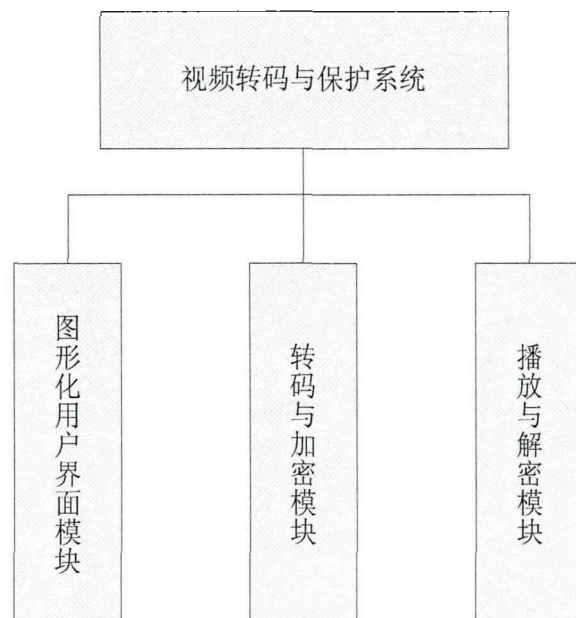 视频转码与保护系统
图形化用户界面模块
转码与加密模块
播放与解密模块